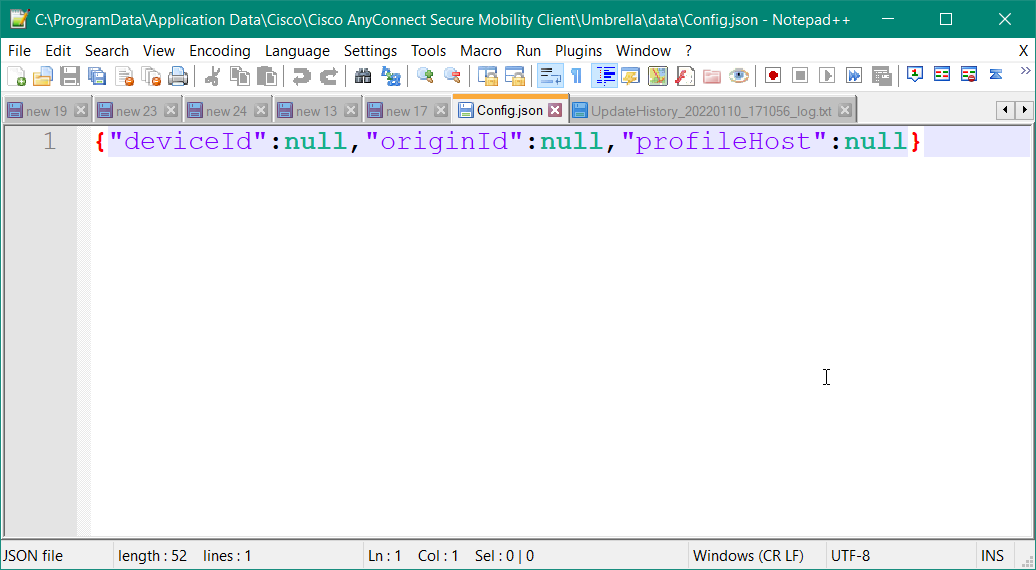 C:\ProgramData\Application Data\Cisco\Cisco AnyConnect Secure Mobility Client\Umbrella\data\Config.json - Notepad++
File Edit Search View Encoding Language Settings Tools Macro Run Plugins Window ? X
new 19 new 23 new 24 new 13 new 17 Config.json UpdateHistory_20220110_171056_log.txt
1 {"deviceId":null,"originId":null,"profileHost":null}
JSON file length : 52 lines : 1 Ln : 1 Col : 1 Sel : 0 | 0 Windows (CR LF) UTF-8 INS